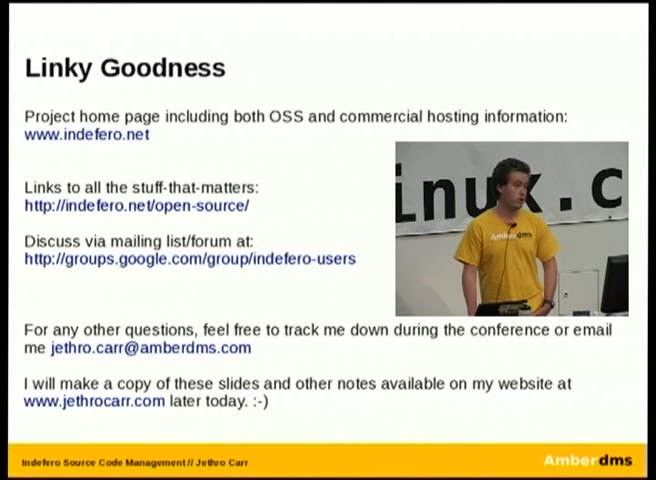 Linky Goodness
Project home page including both OSS and commercial hosting information:
www.indefero.net
Links to all the stuff-that-matters:
http://indefero.net/open-source/
Discuss via mailing list/forum at:
http://groups.google.com/group/indefero-users
inux.c
Amberdms
For any other questions, feel free to track me down during the conference or email
me jethro.carr@amberdms.com
I will make a copy of these slides and other notes available on my website at
www.jethrocarr.com later today. :-)
Indefero Source Code Management // Jethro Carr
Amberdms